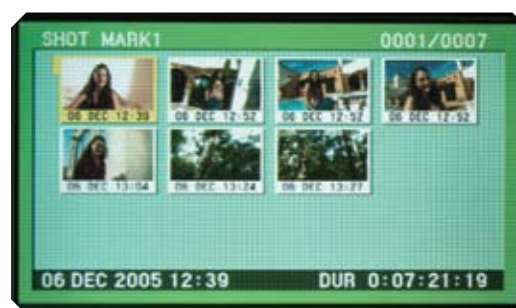 SHOT MARK1 0001/0007
06 DEC 12:39 06 DEC 12:52 06 DEC 12:52 06 DEC 12:52
06 DEC 13:04 06 DEC 13:24 06 DEC 13:27
06 DEC 2005 12:39 DUR 0:07:21:19